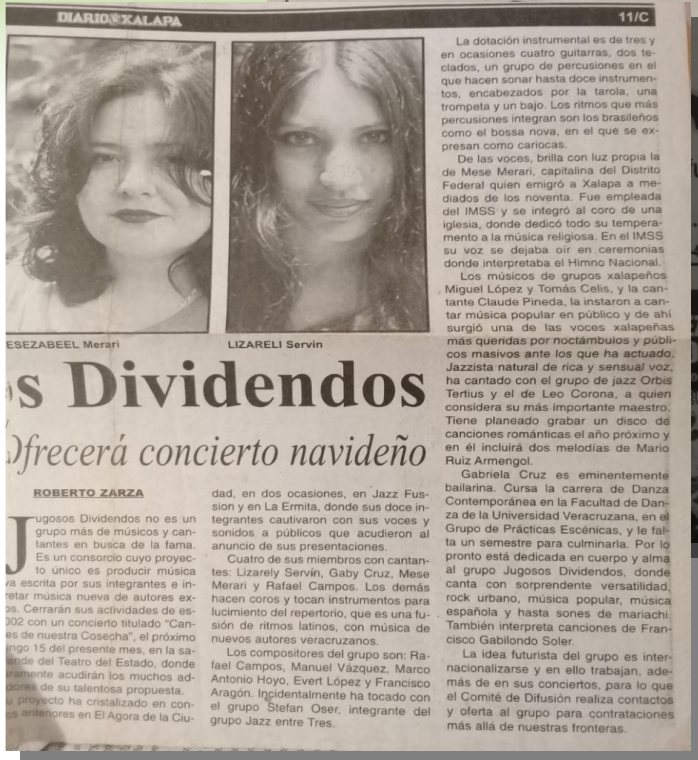 DIARIO XALAPA
11/C
ESEZABEEL Merari
LIZARELI Servín
s Dividendos
Ofrecerá concierto navideño
ROBERTO ZARZA
Jugosos Dividendos no es un
grupo más de músicos y can-
tantes en busca de la fama.
Es un consorcio cuyo proyec-
to único es producir música
ya escrita por sus integrantes e in-
retar música nueva de autores ex-
os. Cerrarán sus actividades de es-
002 con un concierto titulado “Can-
es de nuestra Cosecha”, el próximo
ingo 15 del presente mes, en la sa-
ande del Teatro del Estado, donde
ramente acudirán los muchos ad-
dores de su talentosa propuesta.
u proyecto ha cristalizado en con-
os anteriores en El Agora de la Ciu-
dad, en dos ocasiones, en Jazz Fus-
sion y en La Ermita, donde sus doce in-
tegrantes cautivaron con sus voces y
sonidos a públicos que acudieron al
anuncio de sus presentaciones.
Cuatro de sus miembros con cantan-
tes: Lizarely Servín, Gaby Cruz, Mese
Merari y Rafael Campos. Los demás
hacen coros y tocan instrumentos para
lucimiento del repertorio, que es una fu-
sión de ritmos latinos, con música de
nuevos autores veracruzanos.
Los compositores del grupo son: Ra-
fael Campos, Manuel Vázquez, Marco
Antonio Hoyo, Evert López y Francisco
Aragón. Incidentalmente ha tocado con
el grupo Stefan Oser, integrante del
grupo Jazz entre Tres.
La dotación instrumental es de tres y
en ocasiones cuatro guitarras, dos te-
clados, un grupo de percusiones en el
que hacen sonar hasta doce instrumen-
tos, encabezados por la tarola, una
trompeta y un bajo. Los ritmos que más
percusiones integran son los brasileños
como el bossa nova, en el que se ex-
presan como cariocas.
De las voces, brilla con luz propia la
de Mese Merari, capitalina del Distrito
Federal quien emigró a Xalapa a me-
diados de los noventa. Fue empleada
del IMSS y se integró al coro de una
iglesia, donde dedicó todo su tempera-
mento a la música religiosa. En el IMSS
su voz se dejaba oír en ceremonias
donde interpretaba el Himno Nacional.
Los músicos de grupos xalapeños
Miguel López y Tomás Celis, y la can-
tante Claude Pineda, la instaron a can-
tar música popular en público y de ahí
surgió una de las voces xalapeñas
más queridas por noctámbulos y públi-
cos masivos ante los que ha actuado.
Jazzista natural de rica y sensual voz,
ha cantado con el grupo de jazz Orbis
Tertius y el de Leo Corona, a quien
considera su más importante maestro.
Tiene planeado grabar un disco de
canciones románticas el año próximo y
en él incluirá dos melodías de Mario
Ruiz Armengol.
Gabriela Cruz es eminentemente
bailarina. Cursa la carrera de Danza
Contemporánea en la Facultad de Dan-
za de la Universidad Veracruzana, en el
Grupo de Prácticas Escénicas, y le fal-
ta un semestre para culminarla. Por lo
pronto está dedicada en cuerpo y alma
al grupo Jugosos Dividendos, donde
canta con sorprendente versatilidad,
rock urbano, música popular, música
española y hasta sones de mariachi.
También interpreta canciones de Fran-
cisco Gabilondo Soler.
La idea futurista del grupo es inter-
nacionalizarse y en ello trabajan, ade-
más de en sus conciertos, para lo que
el Comité de Difusión realiza contactos
y oferta al grupo para contrataciones
más allá de nuestras fronteras.